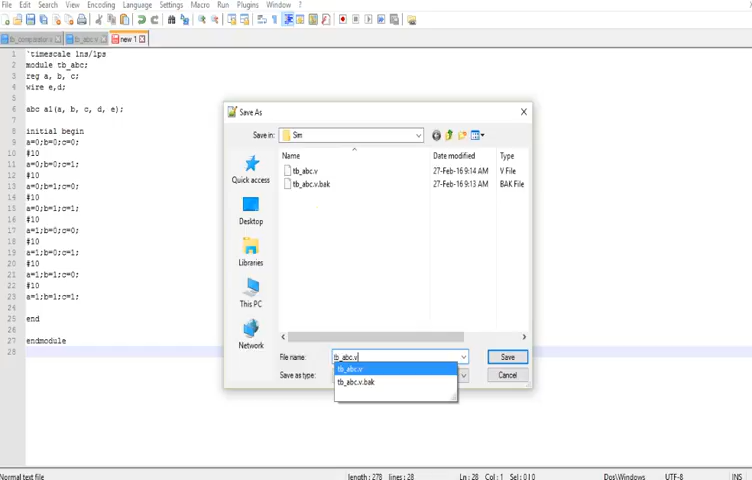 File Edit Search View Encoding Language Settings Macro Run Plugins Window ?
tb_abc.v
new 1
1 `timescale 1ns/1ps
2 module tb_abc;
3 reg a, b, c;
4 wire e,d;
5
6 abc a1(a, b, c, d, e);
7
8 initial begin
9 a=0;b=0;c=0;
10 #10
11 a=0;b=0;c=1;
12 #10
13 a=0;b=1;c=0;
14 #10
15 a=0;b=1;c=1;
16 #10
17 a=1;b=0;c=0;
18 #10
19 a=1;b=0;c=1;
20 #10
21 a=1;b=1;c=0;
22 #10
23 a=1;b=1;c=1;
24
25 end
26
27 endmodule
28
Save As
Save in: Sim
Name Date modified Type
tb_abc.v 27-Feb-16 9:14 AM V File
tb_abc.v.bak 27-Feb-16 9:13 AM BAK File
Quick access
Desktop
Libraries
This PC
Network
File name: tb_abc.v Save
tb_abc.v
Save as type: Cancel
tb_abc.v.bak
Normal text file length : 278 lines : 28 Ln : 28 Col : 1 Sel : 0 | 0 Dos\Windows UTF-8 INS